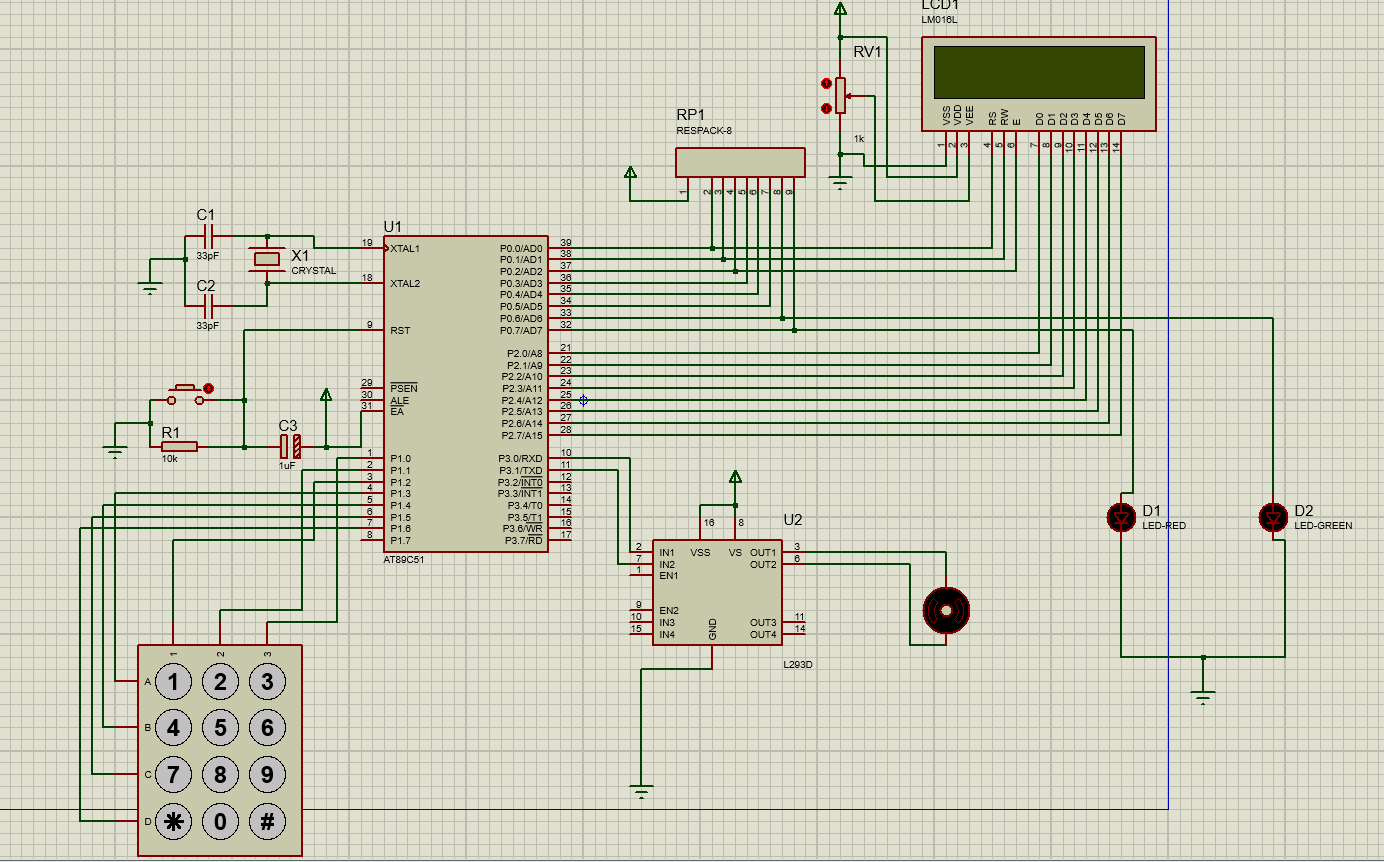 LCD1
LM016L
RV1
1k
VSS VDD VEE RS RW E D0 D1 D2 D3 D4 D5 D6 D7
1 2 3 4 5 6 7 8 9 10 11 12 13 14
RP1
RESPACK-8
1 2 3 4 5 6 7 8 9
C1
33pF
X1
CRYSTAL
C2
33pF
U1
19 XTAL1 P0.0/AD0 39
P0.1/AD1 38
P0.2/AD2 37
18 XTAL2 P0.3/AD3 36
P0.4/AD4 35
P0.5/AD5 34
P0.6/AD6 33
9 RST P0.7/AD7 32
P2.0/A8 21
P2.1/A9 22
P2.2/A10 23
29 PSEN P2.3/A11 24
30 ALE P2.4/A12 25
31 EA P2.5/A13 26
P2.6/A14 27
P2.7/A15 28
1 P1.0 P3.0/RXD 10
2 P1.1 P3.1/TXD 11
3 P1.2 P3.2/INT0 12
4 P1.3 P3.3/INT1 13
5 P1.4 P3.4/T0 14
6 P1.5 P3.5/T1 15
7 P1.6 P3.6/WR 16
8 P1.7 P3.7/RD 17
AT89C51
R1
10k
C3
1uF
U2
16 8
VSS VS
2 IN1 OUT1 3
7 IN2 OUT2 6
1 EN1
9 EN2
10 IN3 OUT3 11
15 IN4 OUT4 14
GND
L293D
D1
LED-RED
D2
LED-GREEN
1 2 3
A 1 2 3
B 4 5 6
C 7 8 9
D * 0 #